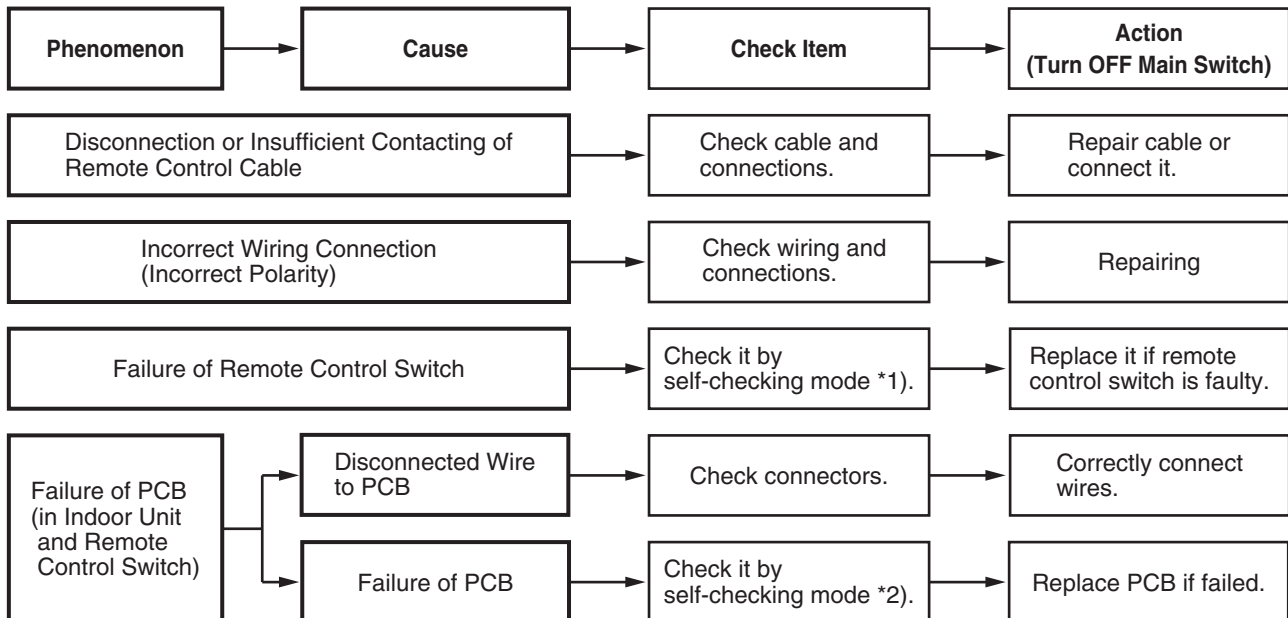 Phenomenon
Cause
Check Item
Action
(Turn OFF Main Switch)
Disconnection or Insufficient Contacting of
Remote Control Cable
Check cable and
connections.
Repair cable or
connect it.
Incorrect Wiring Connection
(Incorrect Polarity)
Check wiring and
connections.
Repairing
Failure of Remote Control Switch
Check it by
self-checking mode *1).
Replace it if remote
control switch is faulty.
Failure of PCB
(in Indoor Unit
and Remote
Control Switch)
Disconnected Wire
to PCB
Check connectors.
Correctly connect
wires.
Failure of PCB
Check it by
self-checking mode *2).
Replace PCB if failed.